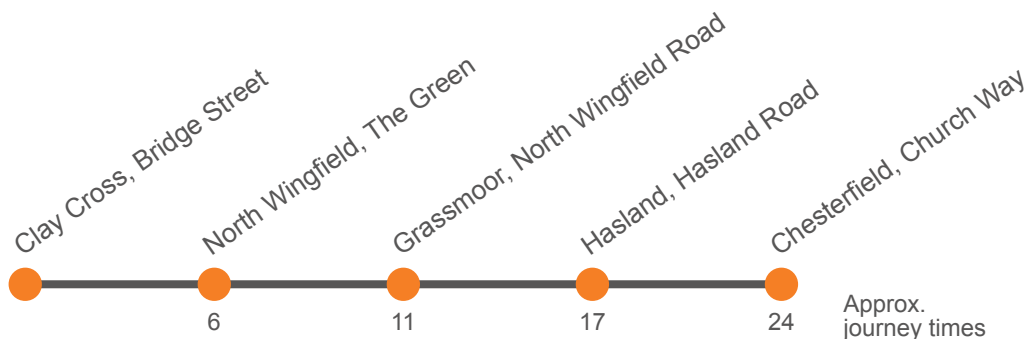 Clay Cross, Bridge Street
North Wingfield, The Green
Grassmoor, North Wingfield Road
Hasland, Hasland Road
Chesterfield, Church Way
6
11
17
24
Approx.
journey times